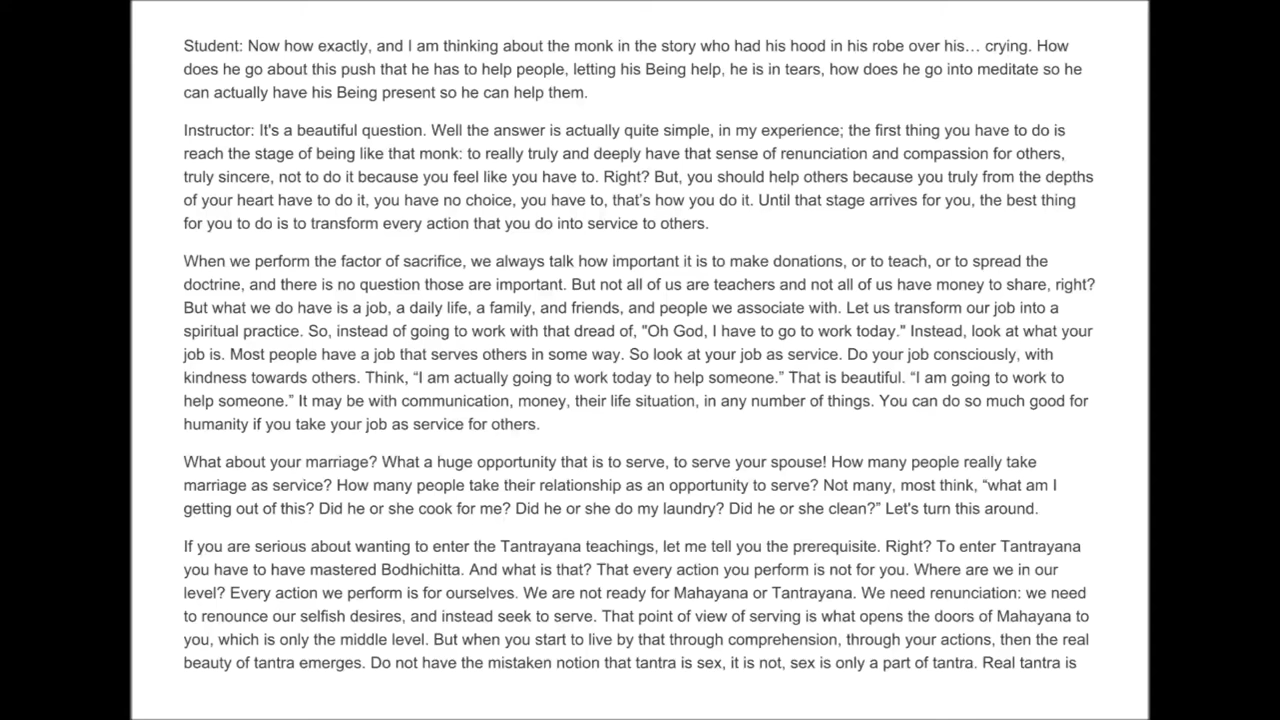 Student: Now how exactly, and I am thinking about the monk in the story who had his hood in his robe over his… crying. How
does he go about this push that he has to help people, letting his Being help, he is in tears, how does he go into meditate so he
can actually have his Being present so he can help them.
Instructor: It's a beautiful question. Well the answer is actually quite simple, in my experience; the first thing you have to do is
reach the stage of being like that monk: to really truly and deeply have that sense of renunciation and compassion for others,
truly sincere, not to do it because you feel like you have to. Right? But, you should help others because you truly from the depths
of your heart have to do it, you have no choice, you have to, that’s how you do it. Until that stage arrives for you, the best thing
for you to do is to transform every action that you do into service to others.
When we perform the factor of sacrifice, we always talk how important it is to make donations, or to teach, or to spread the
doctrine, and there is no question those are important. But not all of us are teachers and not all of us have money to share, right?
But what we do have is a job, a daily life, a family, and friends, and people we associate with. Let us transform our job into a
spiritual practice. So, instead of going to work with that dread of, "Oh God, I have to go to work today." Instead, look at what your
job is. Most people have a job that serves others in some way. So look at your job as service. Do your job consciously, with
kindness towards others. Think, “I am actually going to work today to help someone.” That is beautiful. “I am going to work to
help someone.” It may be with communication, money, their life situation, in any number of things. You can do so much good for
humanity if you take your job as service for others.
What about your marriage? What a huge opportunity that is to serve, to serve your spouse! How many people really take
marriage as service? How many people take their relationship as an opportunity to serve? Not many, most think, “what am I
getting out of this? Did he or she cook for me? Did he or she do my laundry? Did he or she clean?” Let's turn this around.
If you are serious about wanting to enter the Tantrayana teachings, let me tell you the prerequisite. Right? To enter Tantrayana
you have to have mastered Bodhichitta. And what is that? That every action you perform is not for you. Where are we in our
level? Every action we perform is for ourselves. We are not ready for Mahayana or Tantrayana. We need renunciation: we need
to renounce our selfish desires, and instead seek to serve. That point of view of serving is what opens the doors of Mahayana to
you, which is only the middle level. But when you start to live by that through comprehension, through your actions, then the real
beauty of tantra emerges. Do not have the mistaken notion that tantra is sex, it is not, sex is only a part of tantra. Real tantra is